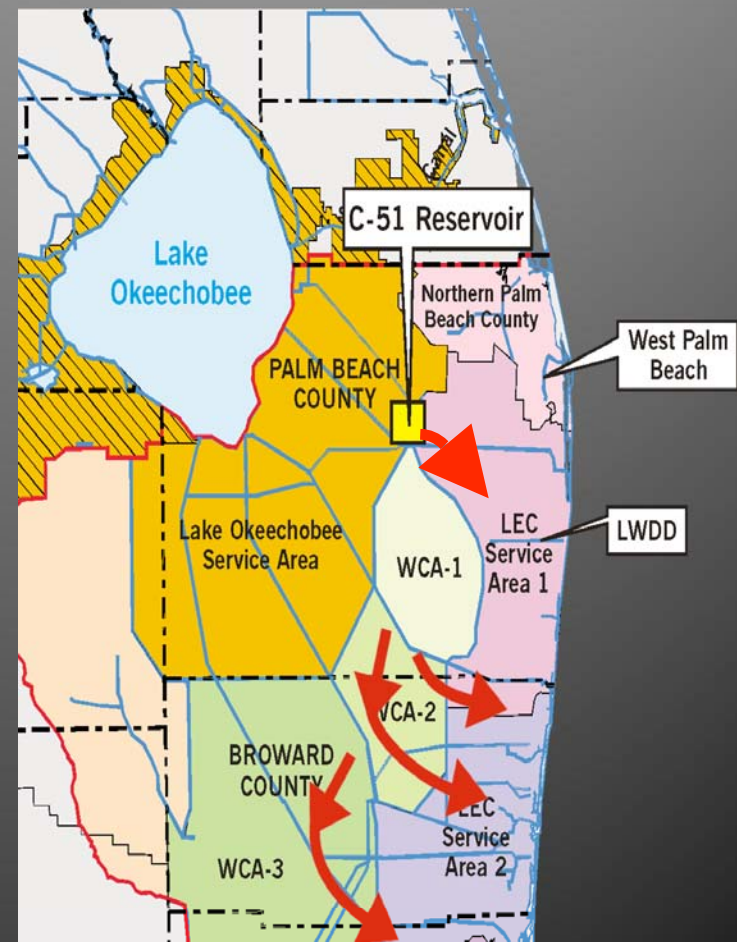 Canal
C-51 Reservoir
Lake
Okeechobee
Northern Palm
Beach County
West Palm
Beach
PALM BEACH
COUNTY
Lake Okeechobee
Service Area
WCA-1
LEC
Service
Area 1
LWDD
WCA-2
BROWARD
COUNTY
WCA-3
LEC
Service
Area 2